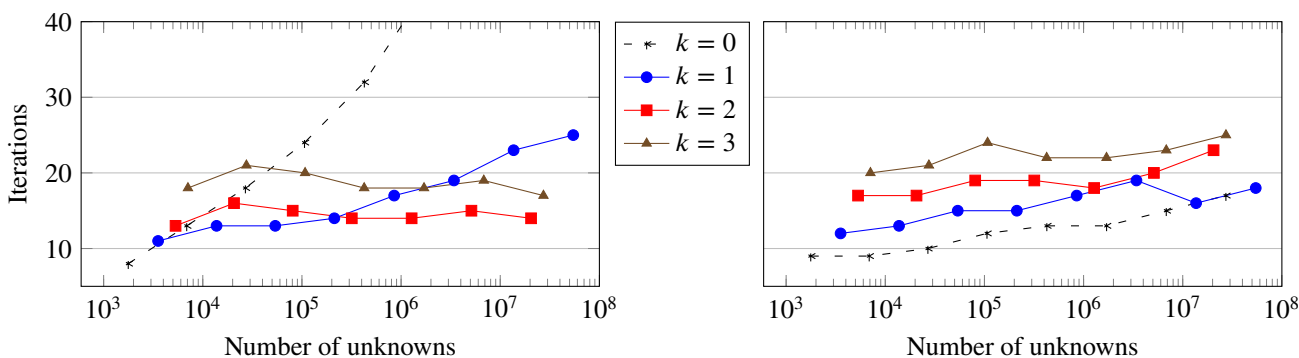 40
30
20
10
Iterations
10^3 10^4 10^5 10^6 10^7 10^8
Number of unknowns
k = 0
k = 1
k = 2
k = 3
10^3 10^4 10^5 10^6 10^7 10^8
Number of unknowns